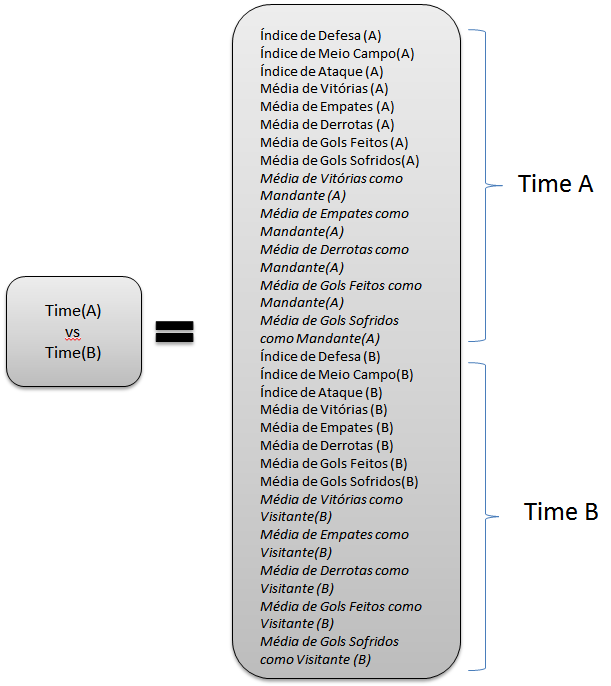 Time(A)
vs
Time(B)
Índice de Defesa (A)
Índice de Meio Campo(A)
Índice de Ataque (A)
Média de Vitórias (A)
Média de Empates (A)
Média de Derrotas (A)
Média de Gols Feitos (A)
Média de Gols Sofridos(A)
Média de Vitórias como
Mandante (A)
Média de Empates como
Mandante(A)
Média de Derrotas como
Mandante(A)
Média de Gols Feitos como
Mandante(A)
Média de Gols Sofridos
como Mandante(A)
Índice de Defesa (B)
Índice de Meio Campo(B)
Índice de Ataque (B)
Média de Vitórias (B)
Média de Empates (B)
Média de Derrotas (B)
Média de Gols Feitos (B)
Média de Gols Sofridos(B)
Média de Vitórias como
Visitante(B)
Média de Empates como
Visitante(B)
Média de Derrotas como
Visitante (B)
Média de Gols Feitos como
Visitante (B)
Média de Gols Sofridos
como Visitante (B)
Time A
Time B